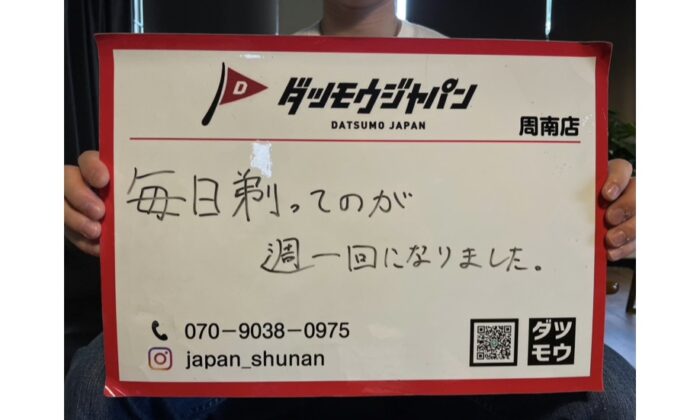 D
ダツモウジャパン
DATSUMO JAPAN
周南店
毎日剃ってのが
週一回になりました。
070-9038-0975
japan_shunan
ダツ
モウ